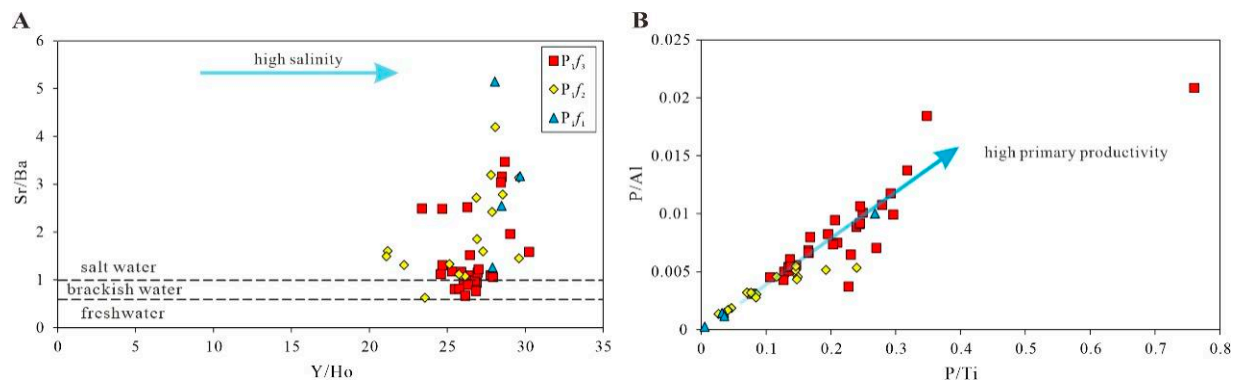 A
6
5
4
3
2
1
0
Sr/Ba
high salinity
P₁f₃
P₁f₂
P₁f₁
salt water
brackish water
freshwater
0 5 10 15 20 25 30 35
Y/Ho
B
0.025
0.02
0.015
0.01
0.005
0
P/Al
high primary productivity
0 0.1 0.2 0.3 0.4 0.5 0.6 0.7 0.8
P/Ti